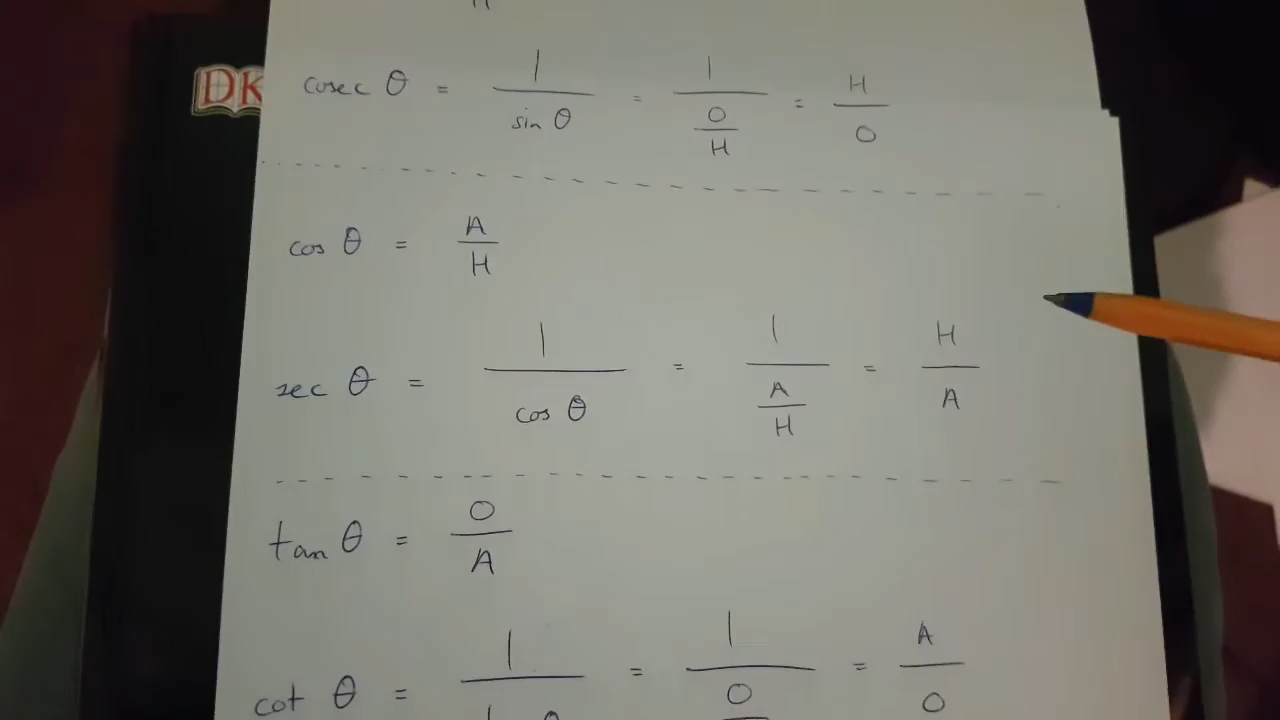 DK
H
cosec θ = 1 / sin θ = 1 / (O / H) = H / O
cos θ = A / H
sec θ = 1 / cos θ = 1 / (A / H) = H / A
tan θ = O / A
cot θ = 1 / = 1 / O = A / O